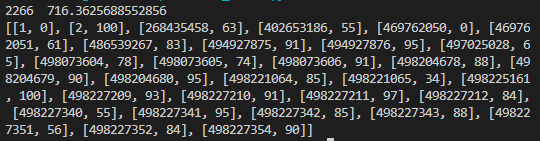 2266  716.3625688552856
[[1, 0], [2, 100], [268435458, 63], [402653186, 55], [469762050, 0], [46976
2051, 61], [486539267, 83], [494927875, 91], [494927876, 95], [497025028, 6
5], [498073604, 78], [498073605, 74], [498073606, 91], [498204678, 88], [49
8204679, 90], [498204680, 95], [498221064, 85], [498221065, 34], [498225161
, 100], [498227209, 93], [498227210, 91], [498227211, 97], [498227212, 84],
 [498227340, 55], [498227341, 95], [498227342, 85], [498227343, 88], [49822
7351, 56], [498227352, 84], [498227354, 90]]